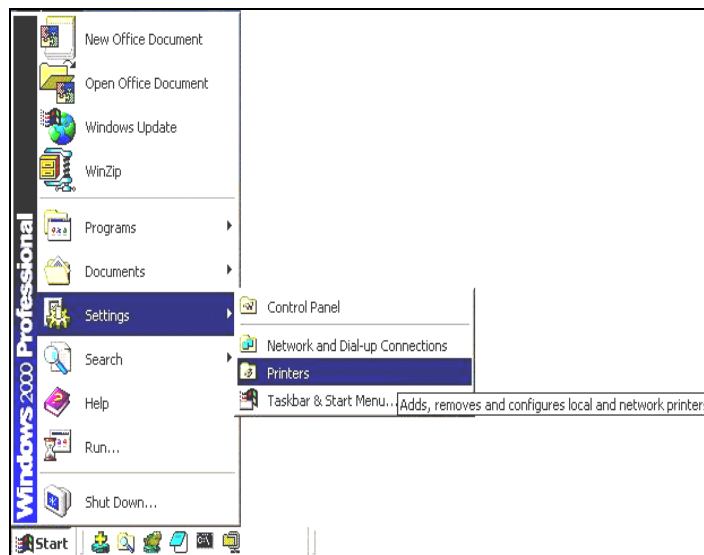 New Office Document
Open Office Document
Windows Update
WinZip
Programs
Documents
Settings
Search
Help
Run...
Shut Down...
Windows 2000 Professional
Control Panel
Network and Dial-up Connections
Printers
Taskbar & Start Menu...
Adds, removes and configures local and network printers
Start